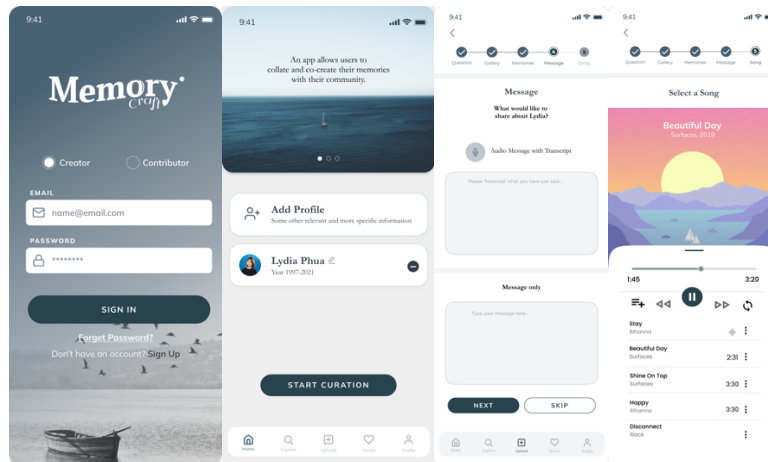 9:41
Memory
Craft
Creator
Contributor
EMAIL
name@email.com
PASSWORD
********
SIGN IN
Forget Password?
Don't have an account? Sign Up
9:41
An app allows users to
collate and co-create their memories
with their community.
Add Profile
Some other relevant and more specific information
Lydia Phua
Year 1997-2021
START CURATION
Home
Explore
Upload
Saved
Profile
9:41
Question
Gallery
Memories
4
Message
5
Song
Message
What would like to
share about Lydia?
Audio Message with Transcript
Please Transcript what you have just said....
Message only
Type your message here...
NEXT
SKIP
Home
Explore
Upload
Saved
Profile
9:41
Question
Gallery
Memories
Message
5
Song
Select a Song
Beautiful Day
Surfaces, 2019
1:45
3:20
Stay
Rihanna
Beautiful Day
Surfaces
2:31
Shine On Top
Surfaces
3:30
Happy
Rihanna
3:30
Disconnect